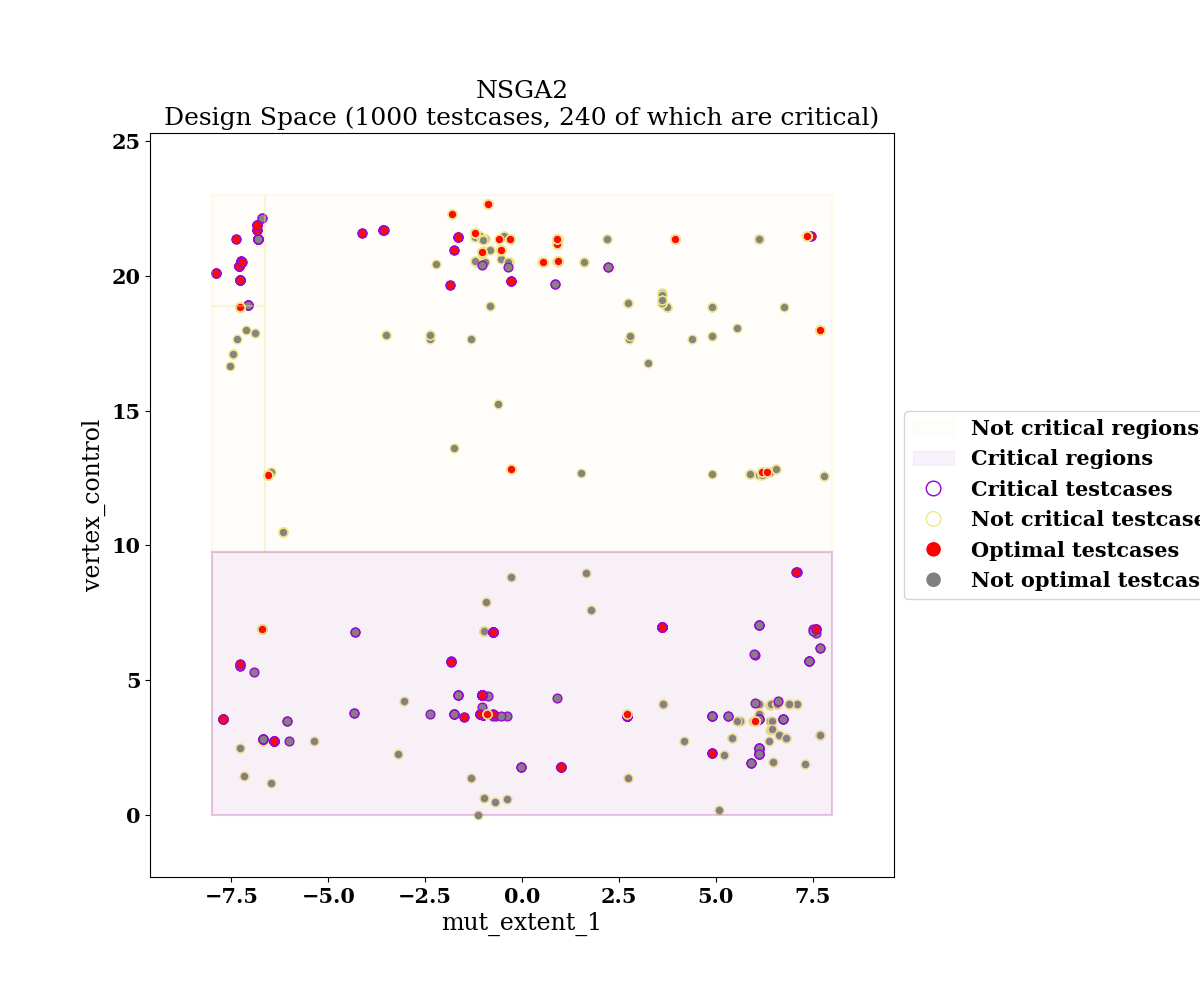 NSGA2
Design Space (1000 testcases, 240 of which are critical)
25
20
15
10
5
0
vertex_control
−7.5 −5.0 −2.5 0.0 2.5 5.0 7.5
mut_extent_1
Not critical regions
Critical regions
Critical testcases
Not critical testcase
Optimal testcases
Not optimal testcas